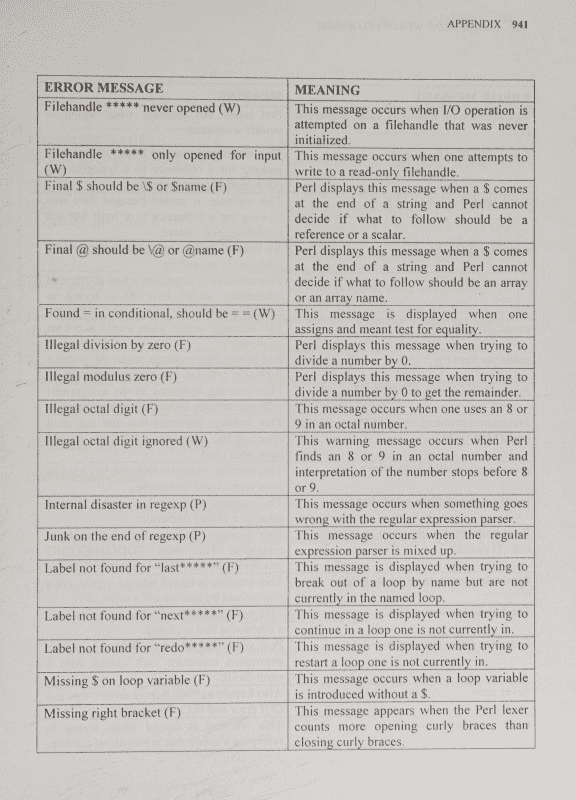 APPENDIX 941
ERROR MESSAGE
MEANING
Filehandle ***** never opened (W)
This message occurs when I/O operation is
attempted on a filehandle that was never
initialized.
Filehandle ***** only opened for input
(W)
This message occurs when one attempts to
write to a read-only filehandle.
Final $ should be \$ or $name (F)
Perl displays this message when a $ comes
at the end of a string and Perl cannot
decide if what to follow should be a
reference or a scalar.
Final @ should be \@ or @name (F)
Perl displays this message when a $ comes
at the end of a string and Perl cannot
decide if what to follow should be an array
or an array name.
Found = in conditional, should be = = (W)
This message is displayed when one
assigns and meant test for equality.
Illegal division by zero (F)
Perl displays this message when trying to
divide a number by 0.
Illegal modulus zero (F)
Perl displays this message when trying to
divide a number by 0 to get the remainder.
Illegal octal digit (F)
This message occurs when one uses an 8 or
9 in an octal number.
Illegal octal digit ignored (W)
This warning message occurs when Perl
finds an 8 or 9 in an octal number and
interpretation of the number stops before 8
or 9.
Internal disaster in regexp (P)
This message occurs when something goes
wrong with the regular expression parser.
Junk on the end of regexp (P)
This message occurs when the regular
expression parser is mixed up.
Label not found for “last*****” (F)
This message is displayed when trying to
break out of a loop by name but are not
currently in the named loop.
Label not found for “next*****” (F)
This message is displayed when trying to
continue in a loop one is not currently in.
Label not found for “redo*****” (F)
This message is displayed when trying to
restart a loop one is not currently in.
Missing $ on loop variable (F)
This message occurs when a loop variable
is introduced without a $.
Missing right bracket (F)
This message appears when the Perl lexer
counts more opening curly braces than
closing curly braces.